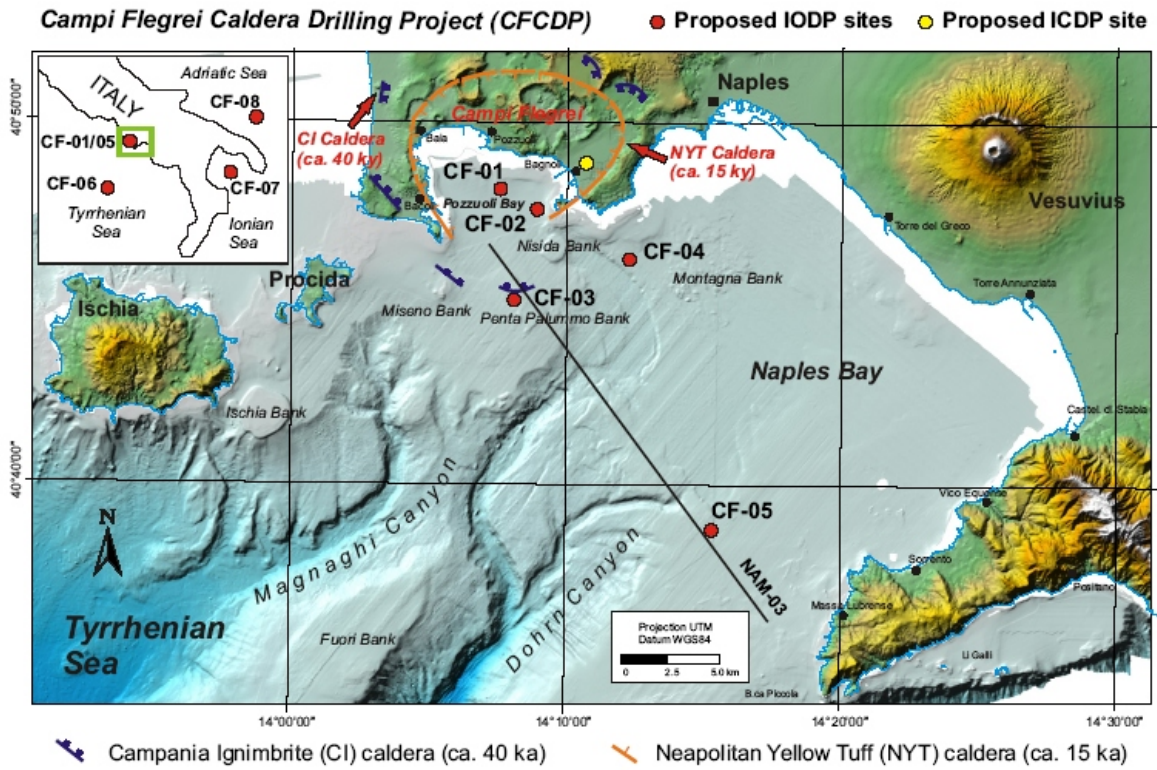 Campi Flegrei Caldera Drilling Project (CFCDP)
Proposed IODP sites
Proposed ICDP site
40°50'00"
40°40'00"
ITALY
Adriatic Sea
CF-08
CF-01/05
CF-06
CF-07
Tyrrhenian
Sea
Ionian
Sea
CI Caldera
(ca. 40 ky)
Campi Flegrei
Naples
Baia
Pozzuoli
Bagnoli
NYT Caldera
(ca. 15 ky)
CF-01
Pozzuoli Bay
Bacoli
CF-02
Nisida Bank
CF-04
Montagna Bank
Vesuvius
Torre del Greco
Torre Annunziata
Procida
Ischia
CF-03
Miseno Bank
Penta Palummo Bank
Naples Bay
Ischia Bank
Castel. di Stabia
Vico Equense
N
Magnaghi Canyon
CF-05
NAM-03
Dohrn Canyon
Sorrento
Positano
Massa Lubrense
Tyrrhenian
Sea
Fuori Bank
Projection UTM
Datum WGS84
0 2.5 5.0 km
Li Galli
B.ca Piccola
14°00'00"
14°10'00"
14°20'00"
14°30'00"
Campania Ignimbrite (CI) caldera (ca. 40 ka)
Neapolitan Yellow Tuff (NYT) caldera (ca. 15 ka)